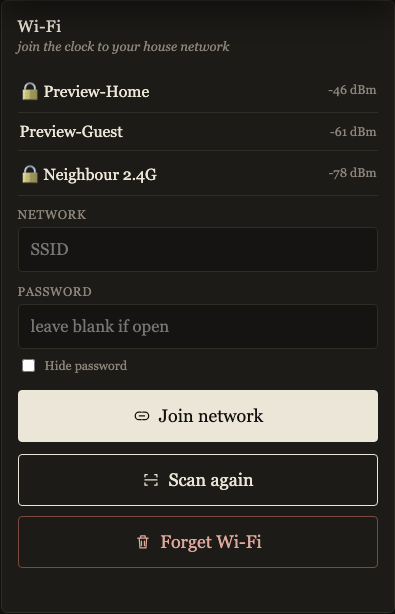 Wi-Fi
join the clock to your house network
🔒 Preview-Home -46 dBm
Preview-Guest -61 dBm
🔒 Neighbour 2.4G -78 dBm
NETWORK
SSID
PASSWORD
leave blank if open
Hide password
Join network
Scan again
Forget Wi-Fi